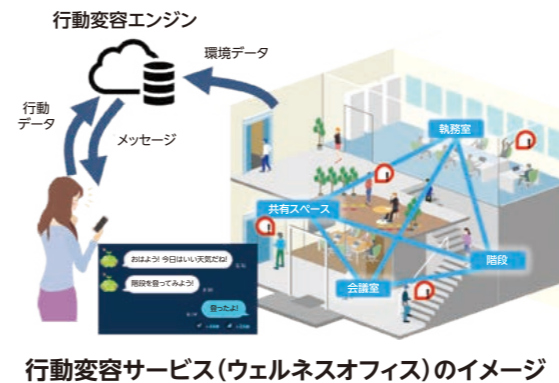 行動変容エンジン
環境データ
行動
データ
メッセージ
執務室
共有スペース
階段
会議室
おはよう! 今日はいい天気だね!
階段を登ってみよう!
登ったよ!
行動変容サービス(ウェルネスオフィス)のイメージ